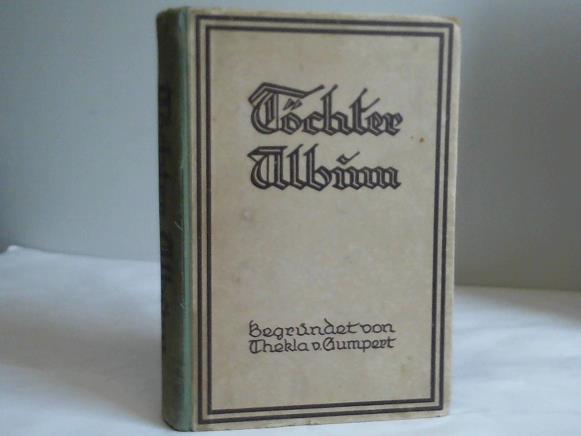 Töchter
Album
Begründet von
Thekla v. Gumpert